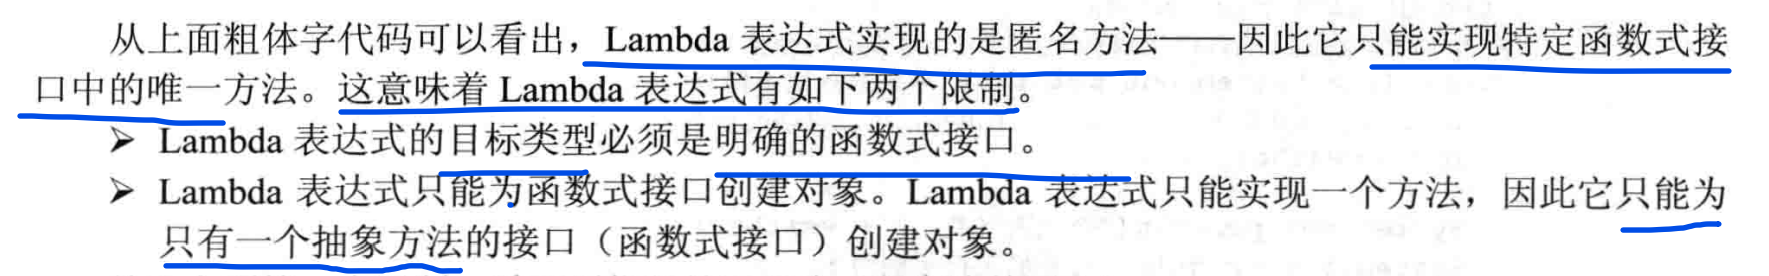 从上面粗体字代码可以看出，Lambda 表达式实现的是匿名方法——因此它只能实现特定函数式接
口中的唯一方法。这意味着 Lambda 表达式有如下两个限制。
➢ Lambda 表达式的目标类型必须是明确的函数式接口。
➢ Lambda 表达式只能为函数式接口创建对象。Lambda 表达式只能实现一个方法，因此它只能为
只有一个抽象方法的接口（函数式接口）创建对象。